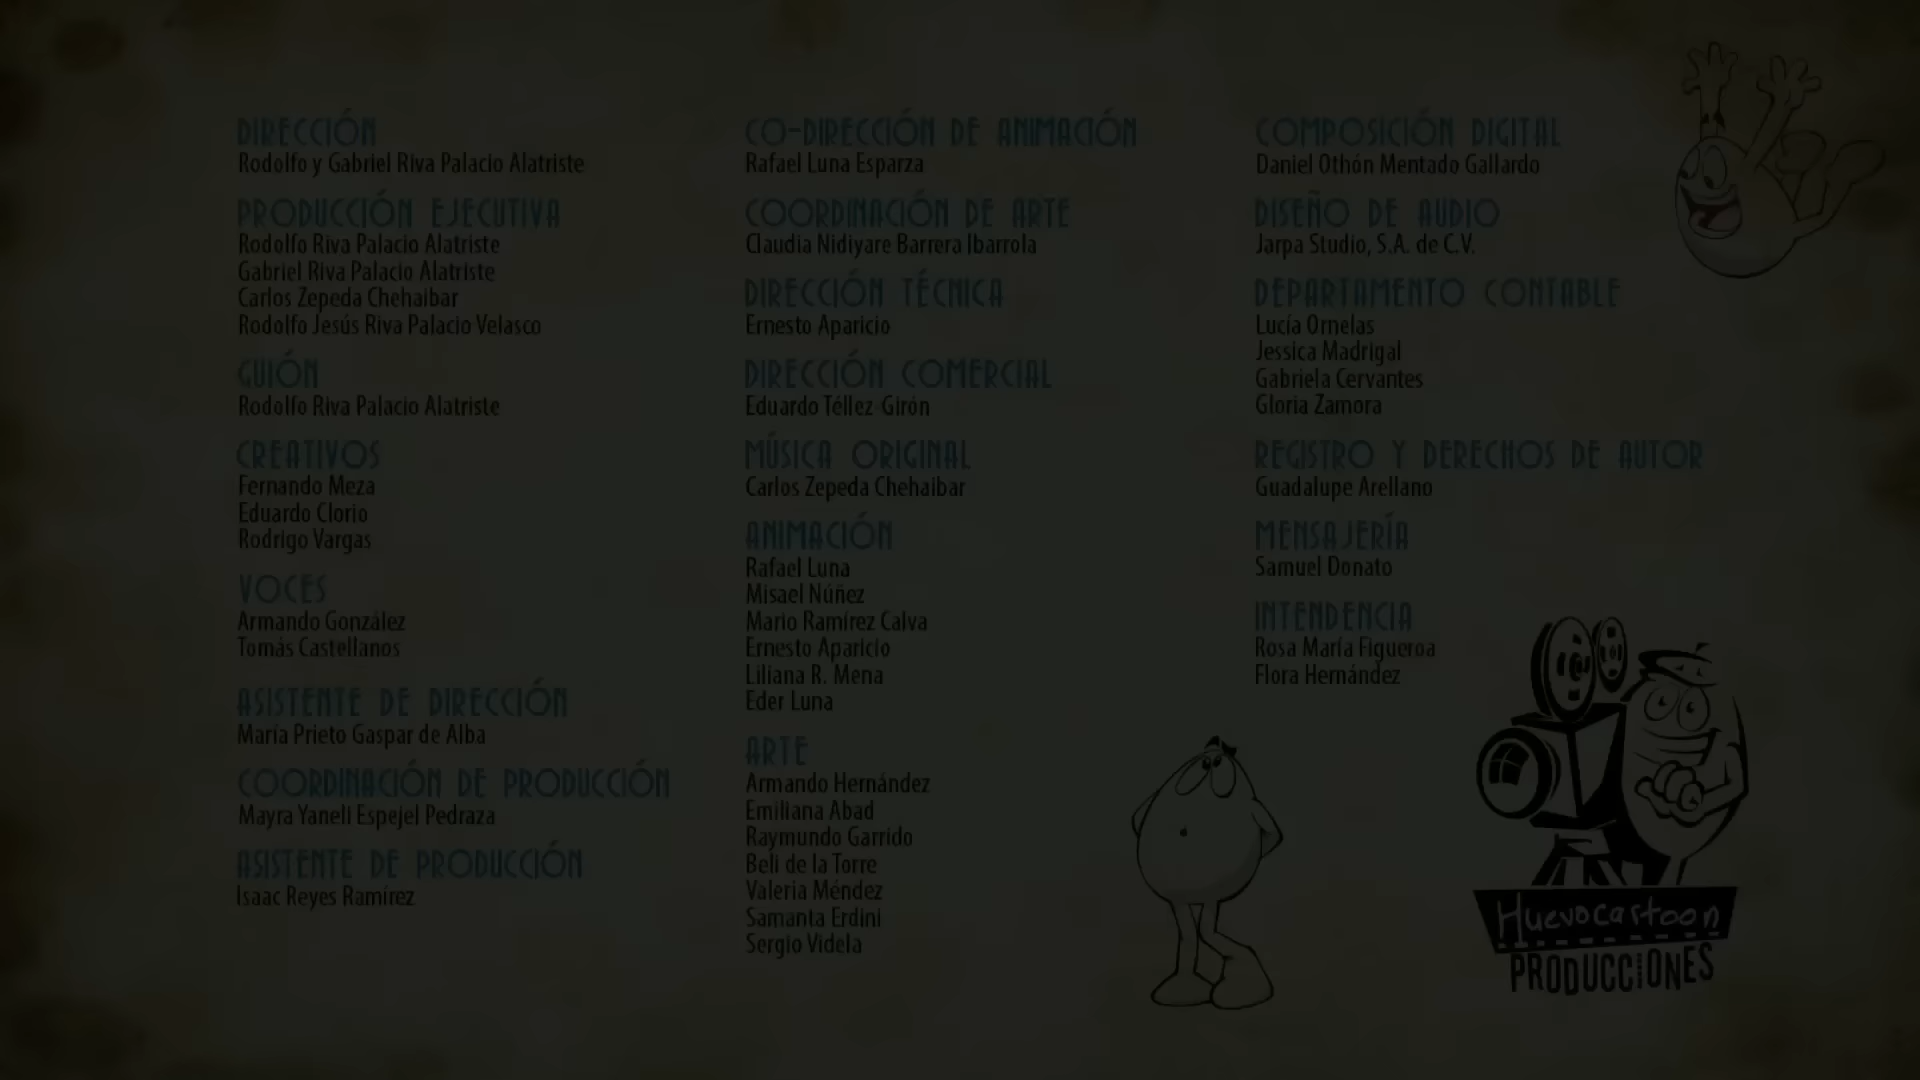 DIRECCIÓN
Rodolfo y Gabriel Riva Palacio Alatriste
PRODUCCIÓN EJECUTIVA
Rodolfo Riva Palacio Alatriste
Gabriel Riva Palacio Alatriste
Carlos Zepeda Chehaibar
Rodolfo Jesús Riva Palacio Velasco
GUIÓN
Rodolfo Riva Palacio Alatriste
CREATIVOS
Fernando Meza
Eduardo Clorio
Rodrigo Vargas
VOCES
Armando González
Tomás Castellanos
ASISTENTE DE DIRECCIÓN
María Prieto Gaspar de Alba
COORDINACIÓN DE PRODUCCIÓN
Mayra Yaneli Espejel Pedraza
ASISTENTE DE PRODUCCIÓN
Isaac Reyes Ramírez
CO-DIRECCIÓN DE ANIMACIÓN
Rafael Luna Esparza
COORDINACIÓN DE ARTE
Claudia Nidiyare Barrera Ibarrola
DIRECCIÓN TÉCNICA
Ernesto Aparicio
DIRECCIÓN COMERCIAL
Eduardo Téllez-Girón
MÚSICA ORIGINAL
Carlos Zepeda Chehaibar
ANIMACIÓN
Rafael Luna
Misael Núñez
Mario Ramírez Calva
Ernesto Aparicio
Liliana R. Mena
Eder Luna
ARTE
Armando Hernández
Emiliana Abad
Raymundo Garrido
Beli de la Torre
Valeria Méndez
Samanta Erdini
Sergio Videla
COMPOSICIÓN DIGITAL
Daniel Othón Mentado Gallardo
DISEÑO DE AUDIO
Jarpa Studio, S.A. de C.V.
DEPARTAMENTO CONTABLE
Lucía Ornelas
Jessica Madrigal
Gabriela Cervantes
Gloria Zamora
REGISTRO Y DERECHOS DE AUTOR
Guadalupe Arellano
MENSAJERÍA
Samuel Donato
INTENDENCIA
Rosa María Figueroa
Flora Hernández
Huevocartoon
PRODUCCIONES